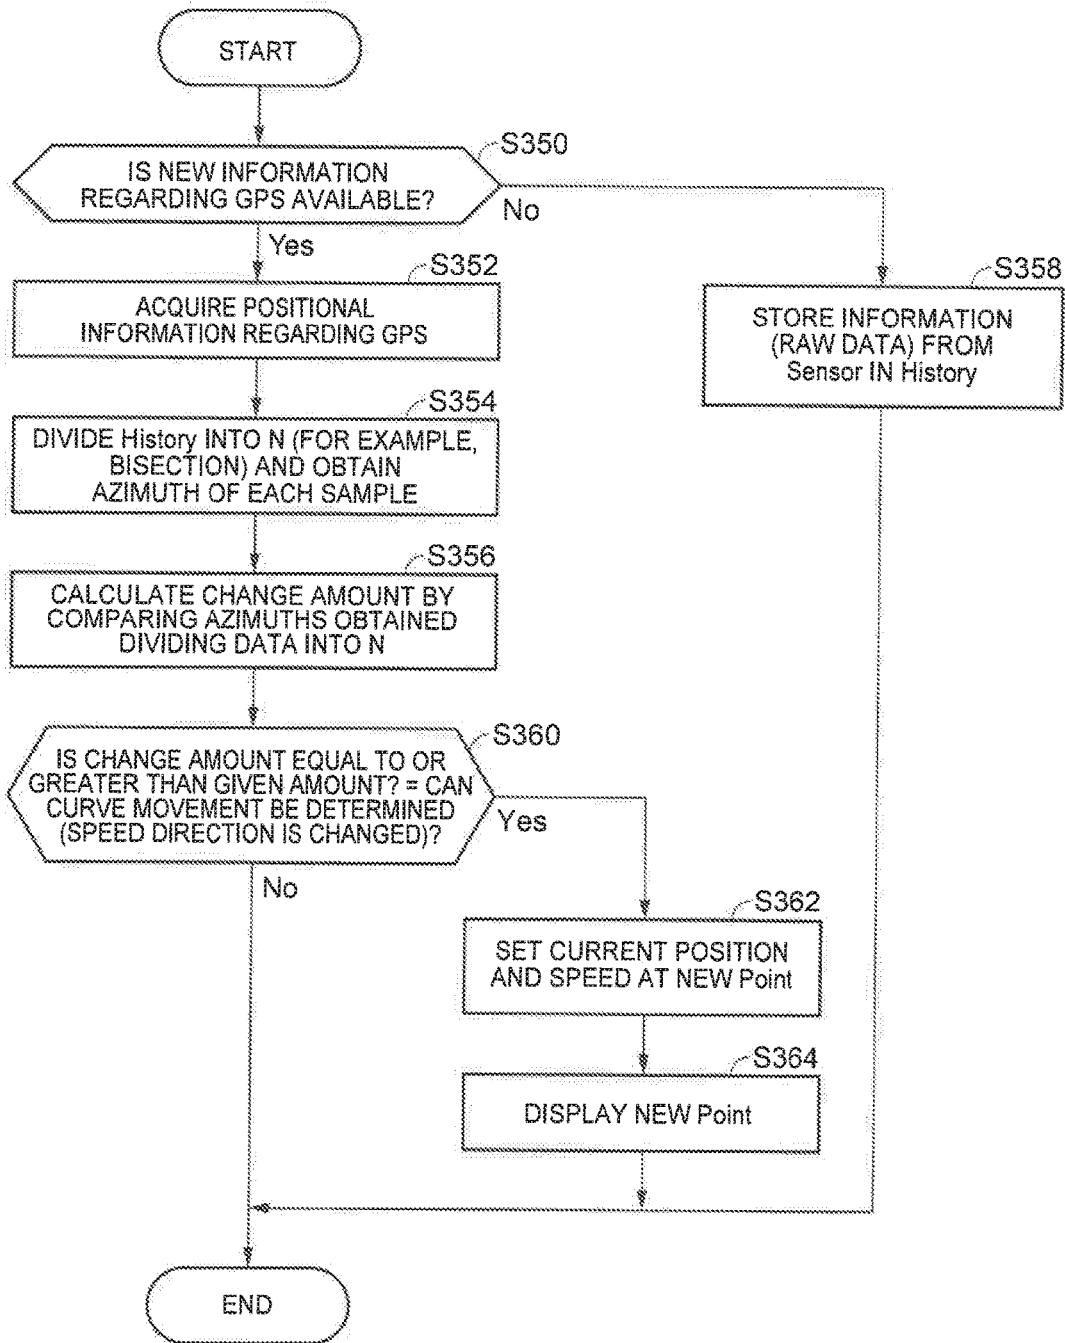 START
S350
IS NEW INFORMATION
REGARDING GPS AVAILABLE?
No
Yes
S352
ACQUIRE POSITIONAL
INFORMATION REGARDING GPS
S358
STORE INFORMATION
(RAW DATA) FROM
Sensor IN History
S354
DIVIDE History INTO N (FOR EXAMPLE,
BISECTION) AND OBTAIN
AZIMUTH OF EACH SAMPLE
S356
CALCULATE CHANGE AMOUNT BY
COMPARING AZIMUTHS OBTAINED
DIVIDING DATA INTO N
S360
IS CHANGE AMOUNT EQUAL TO OR
GREATER THAN GIVEN AMOUNT? = CAN
CURVE MOVEMENT BE DETERMINED
(SPEED DIRECTION IS CHANGED)?
Yes
No
S362
SET CURRENT POSITION
AND SPEED AT NEW Point
S364
DISPLAY NEW Point
END